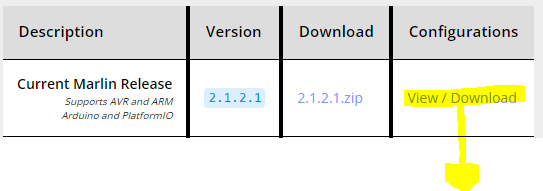 Description Version Download Configurations
Current Marlin Release
Supports AVR and ARM
Arduino and PlatformIO
2.1.2.1 2.1.2.1.zip View / Download